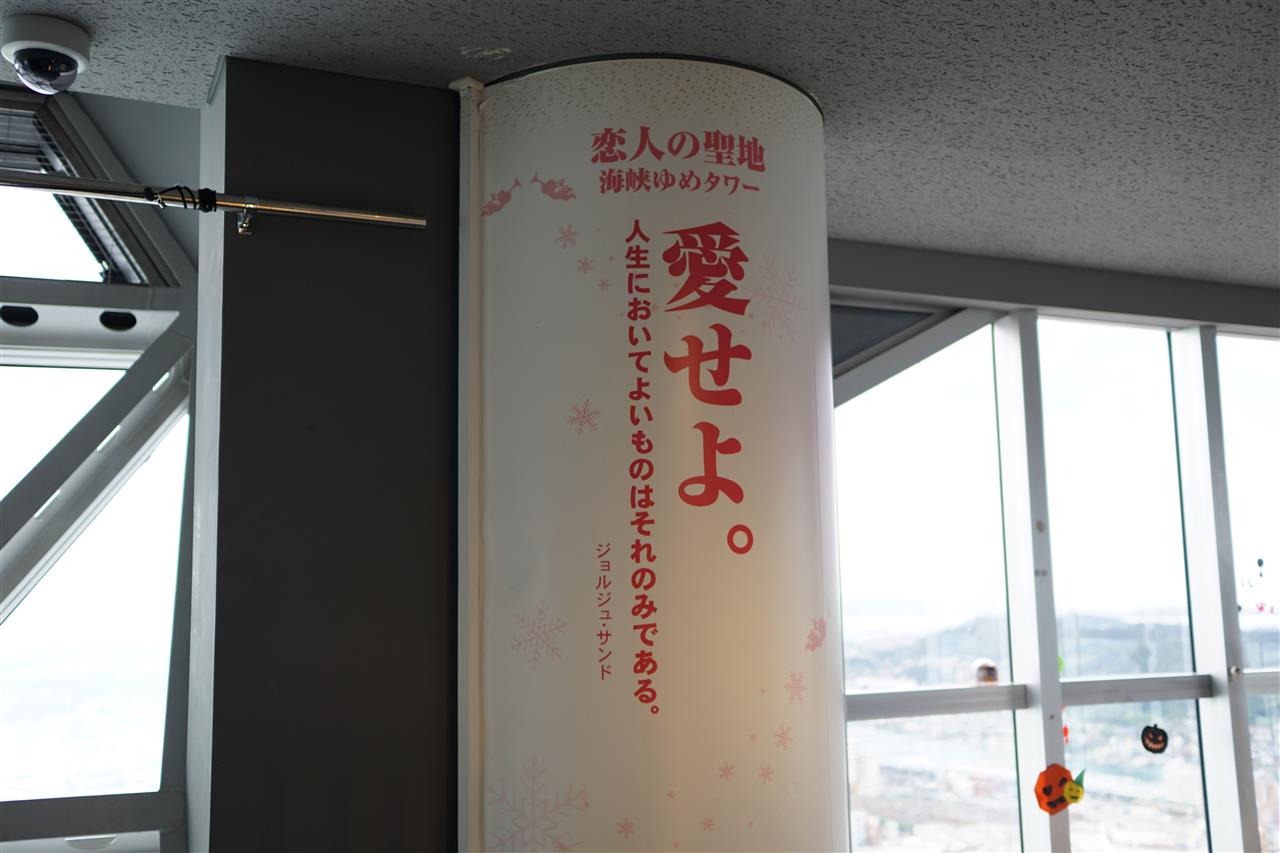 恋人の聖地
海峡ゆめタワー
愛せよ。
人生においてよいものはそれのみである。
ジョルジュ・サンド